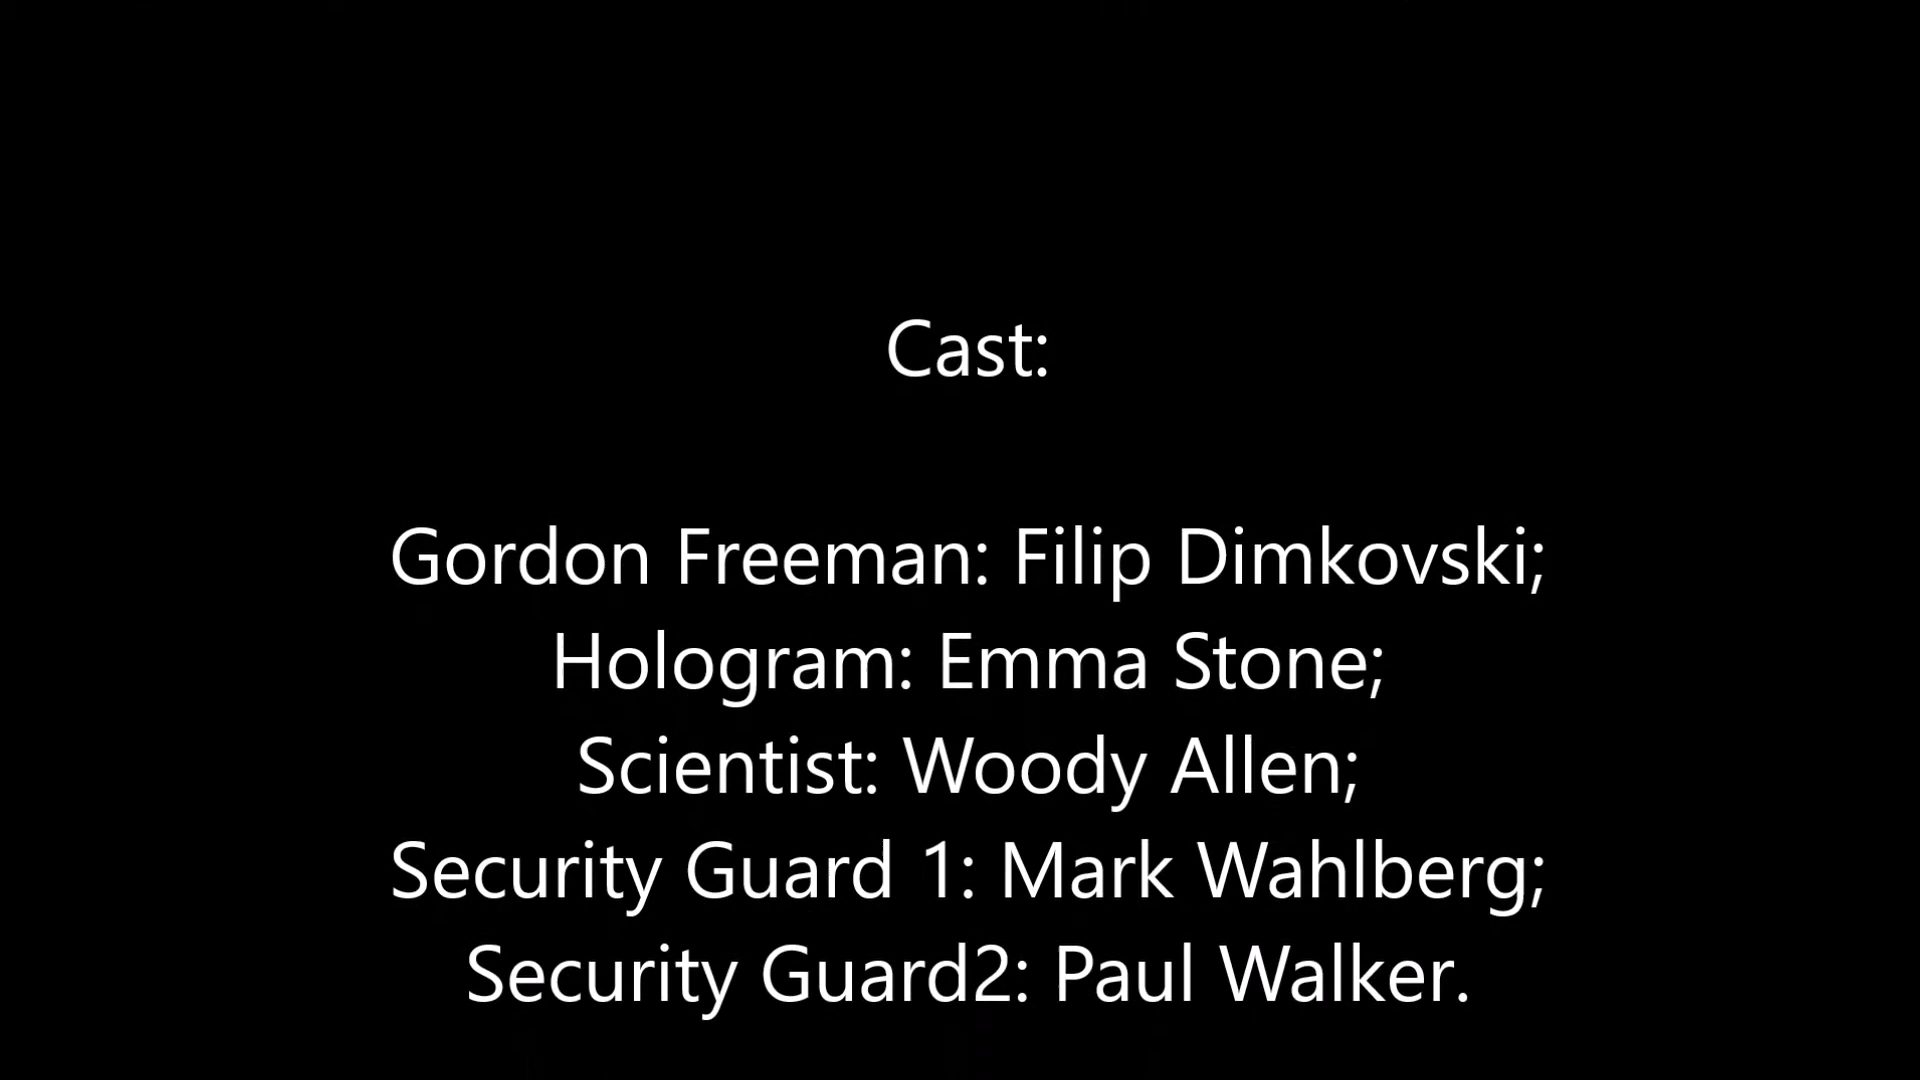 Cast:
Gordon Freeman: Filip Dimkovski;
Hologram: Emma Stone;
Scientist: Woody Allen;
Security Guard 1: Mark Wahlberg;
Security Guard2: Paul Walker.